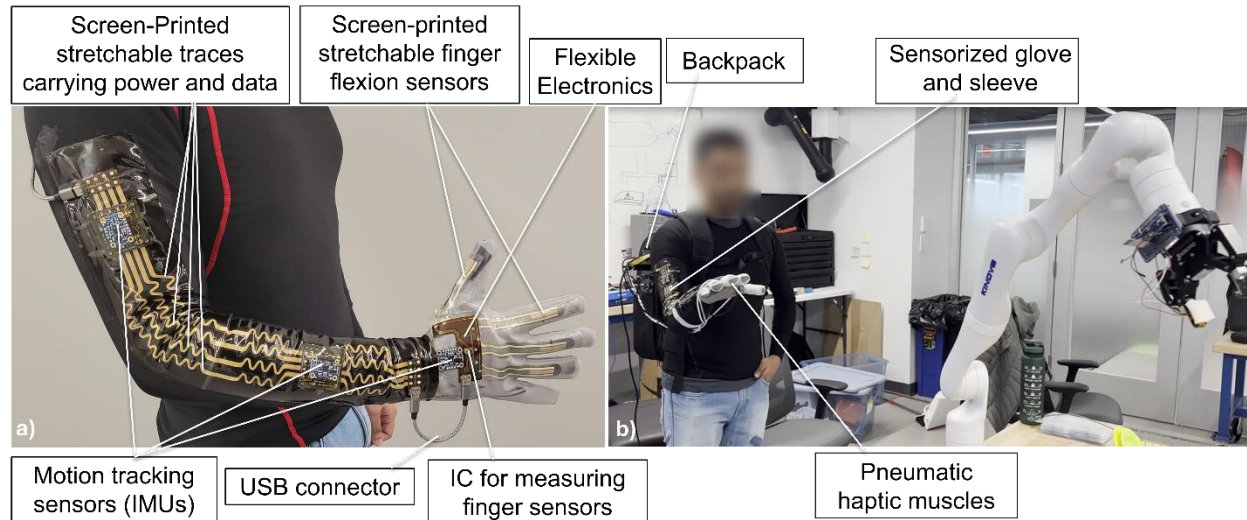 Screen-Printed
stretchable traces
carrying power and data
Screen-printed
stretchable finger
flexion sensors
Flexible
Electronics
Backpack
Sensorized glove
and sleeve
KINOVA
a)
b)
Motion tracking
sensors (IMUs)
USB connector
IC for measuring
finger sensors
Pneumatic
haptic muscles